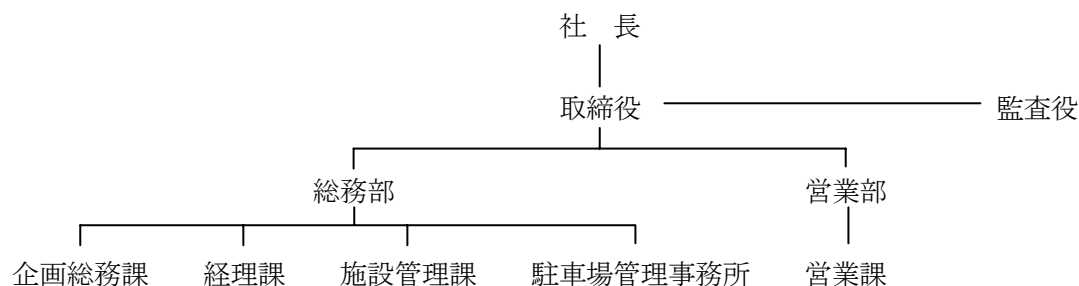 社　長
取締役　監査役
総務部　営業部
企画総務課　経理課　施設管理課　駐車場管理事務所　営業課